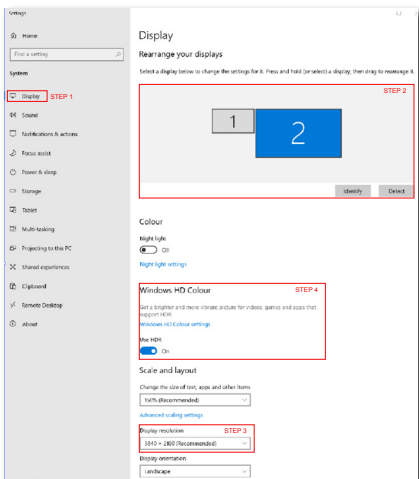 Settings
Home
Find a setting
System
Display STEP 1
Sound
Notifications & actions
Focus assist
Power & sleep
Storage
Tablet
Multi-tasking
Projecting to this PC
Shared experiences
Clipboard
Remote Desktop
About
Display
Rearrange your displays
Select a display below to change the settings for it. Press and hold (or select) a display, then drag to rearrange it.
STEP 2
1
2
Identify Detect
Colour
Night light
Off
Night light settings
Windows HD Colour STEP 4
Get a brighter and more vibrant picture for videos, games and apps that
support HDR
Windows HD Colour settings
Use HDR
On
Scale and layout
Change the size of text, apps and other items
150% (Recommended)
Advanced scaling settings
Display resolution STEP 3
3840 × 2160 (Recommended)
Display orientation
Landscape